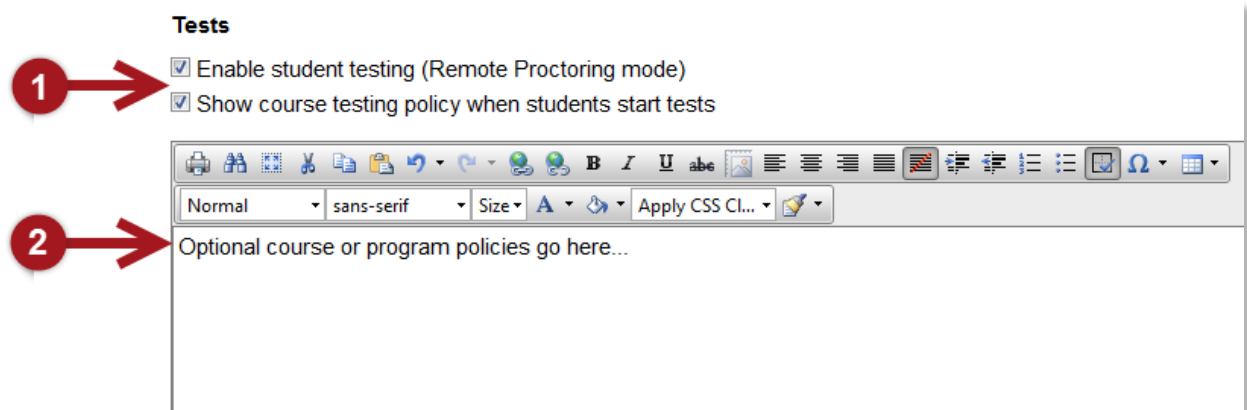 Tests
1
Enable student testing (Remote Proctoring mode)
Show course testing policy when students start tests
B I U abe Ω
Normal sans-serif Size A Apply CSS Cl...
2
Optional course or program policies go here...